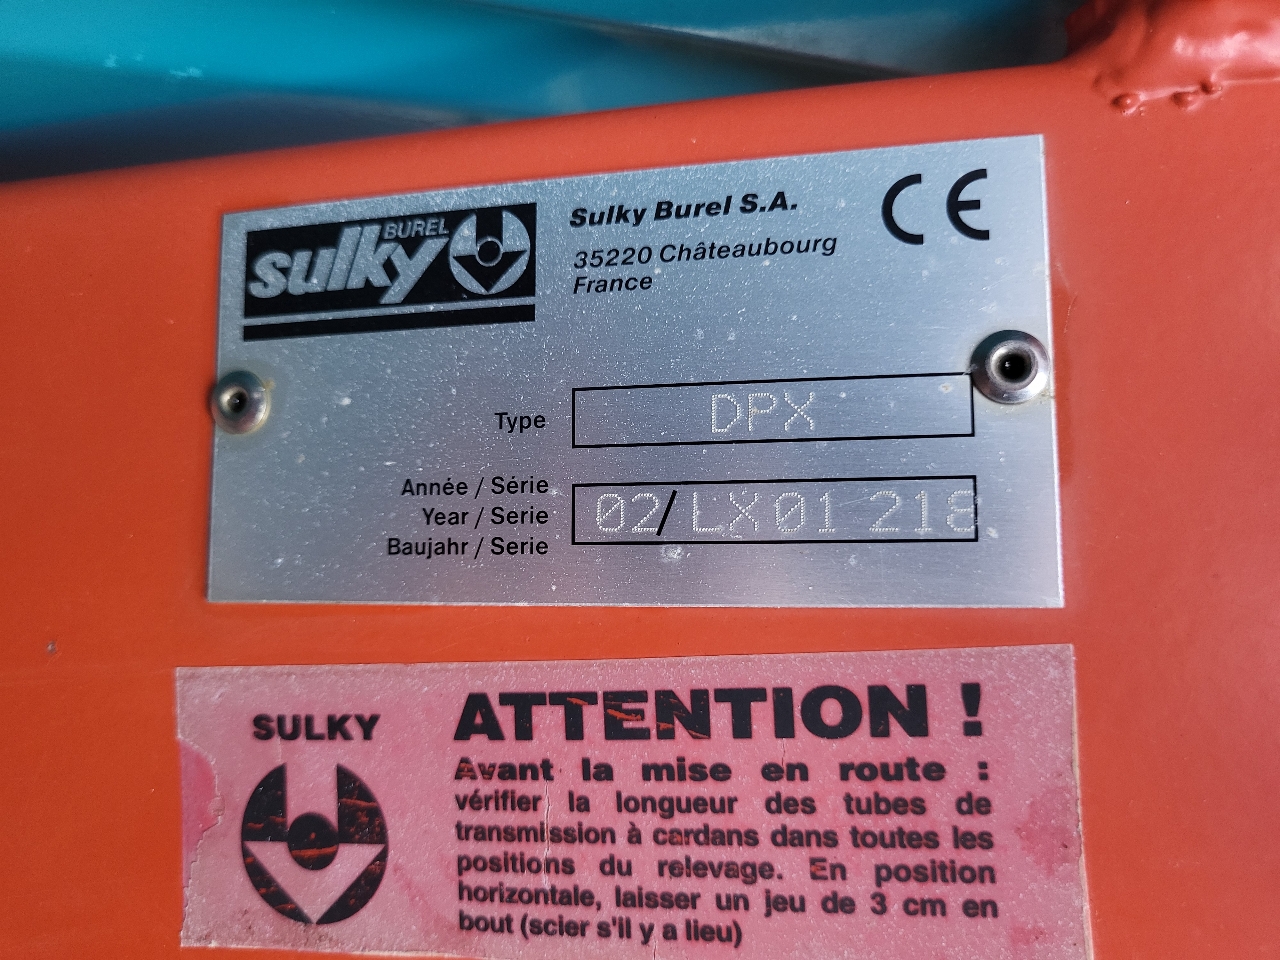 BUREL
sulky
Sulky Burel S.A.
35220 Châteaubourg
France
CE
Type
DPX
Année / Série
Year / Serie
Baujahr / Serie
02/LX01 218
SULKY
ATTENTION !
Avant la mise en route :
vérifier la longueur des tubes de
transmission à cardans dans toutes les
positions du relevage. En position
horizontale, laisser un jeu de 3 cm en
bout (scier s'il y a lieu)